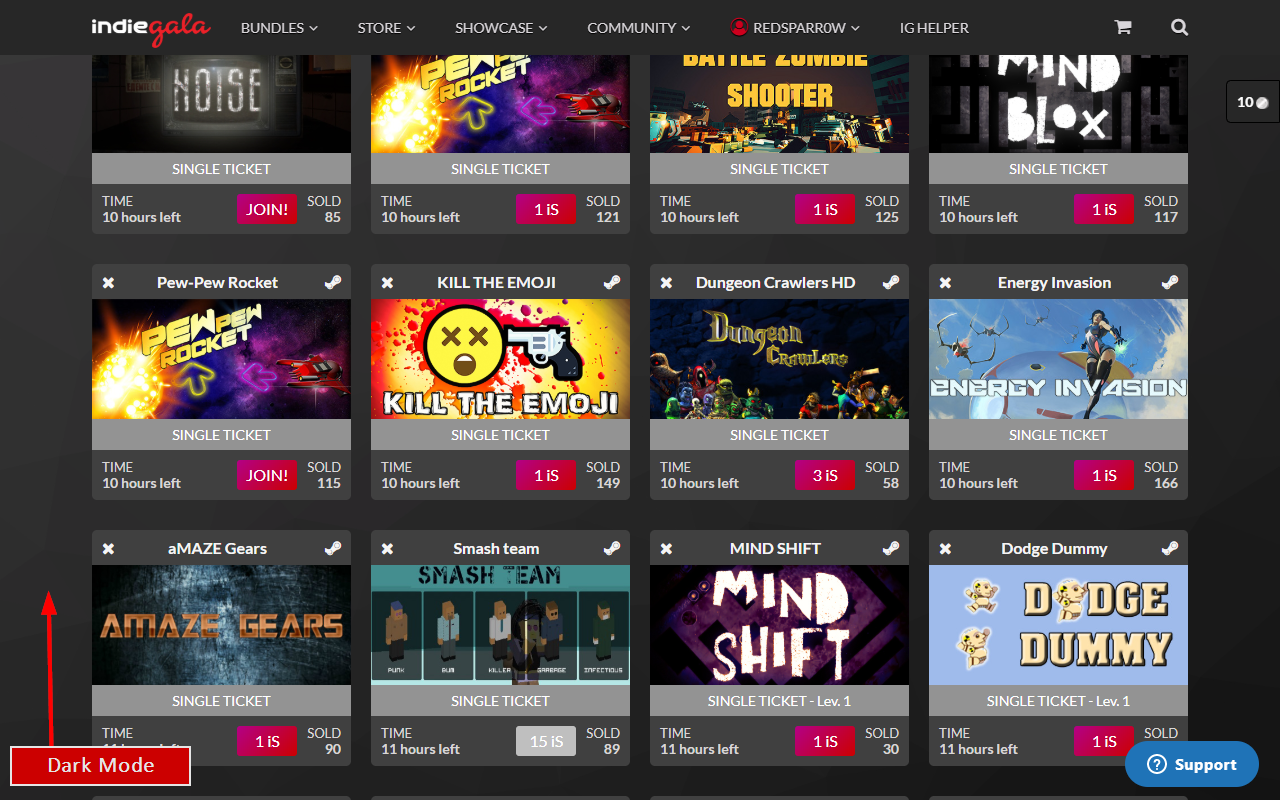 indiegala BUNDLES STORE SHOWCASE COMMUNITY REDSPARR0W IG HELPER
10
NOISE
PEWPEW ROCKET
BATTLE ZOMBIE SHOOTER
MIND BLOX
SINGLE TICKET SINGLE TICKET SINGLE TICKET SINGLE TICKET
TIME JOIN! SOLD TIME 1 iS SOLD TIME 1 iS SOLD TIME 1 iS SOLD
10 hours left 85 10 hours left 121 10 hours left 125 10 hours left 117
Pew-Pew Rocket KILL THE EMOJI Dungeon Crawlers HD Energy Invasion
PEWPEW ROCKET
KILL THE EMOJI
Dungeon Crawlers
ENERGY INVASION
SINGLE TICKET SINGLE TICKET SINGLE TICKET SINGLE TICKET
TIME JOIN! SOLD TIME 1 iS SOLD TIME 3 iS SOLD TIME 1 iS SOLD
10 hours left 115 10 hours left 149 10 hours left 58 10 hours left 166
aMAZE Gears Smash team MIND SHIFT Dodge Dummy
AMAZE GEARS
SMASH TEAM
PUNK BUM KILLER GARBAGE INFECTIOUS
MIND SHIFT
DODGE DUMMY
SINGLE TICKET SINGLE TICKET SINGLE TICKET - Lev. 1 SINGLE TICKET - Lev. 1
TIME 1 iS SOLD TIME 15 iS SOLD TIME 1 iS SOLD TIME 1 iS SOLD
90 11 hours left 89 11 hours left 30 11 hours left
Dark Mode
Support